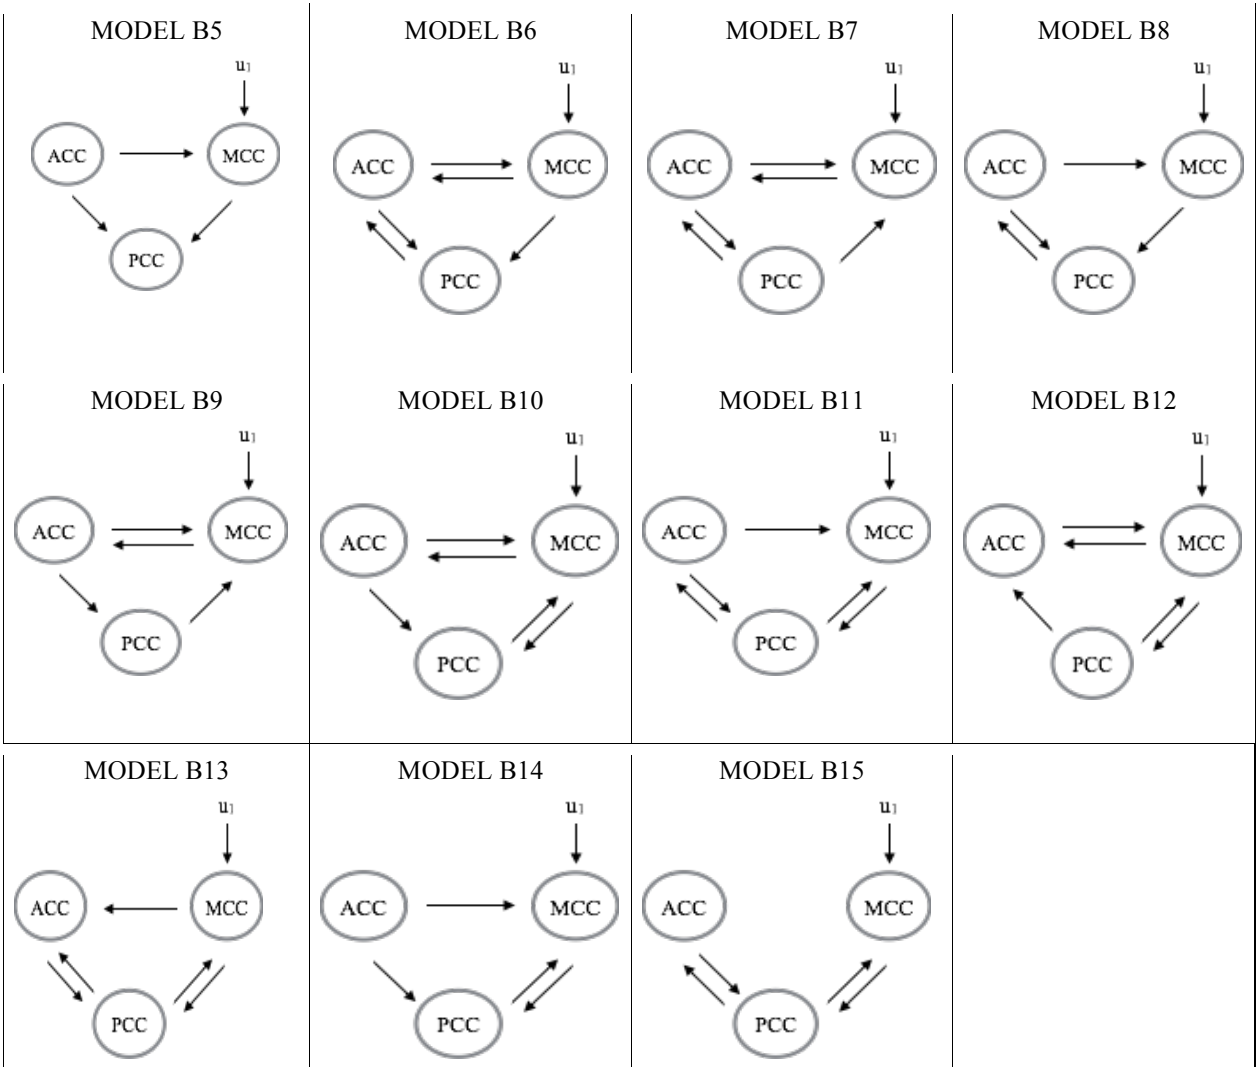 MODEL B5
u1
ACC
MCC
PCC
MODEL B6
u1
ACC
MCC
PCC
MODEL B7
u1
ACC
MCC
PCC
MODEL B8
u1
ACC
MCC
PCC
MODEL B9
u1
ACC
MCC
PCC
MODEL B10
u1
ACC
MCC
PCC
MODEL B11
u1
ACC
MCC
PCC
MODEL B12
u1
ACC
MCC
PCC
MODEL B13
u1
ACC
MCC
PCC
MODEL B14
u1
ACC
MCC
PCC
MODEL B15
u1
ACC
MCC
PCC